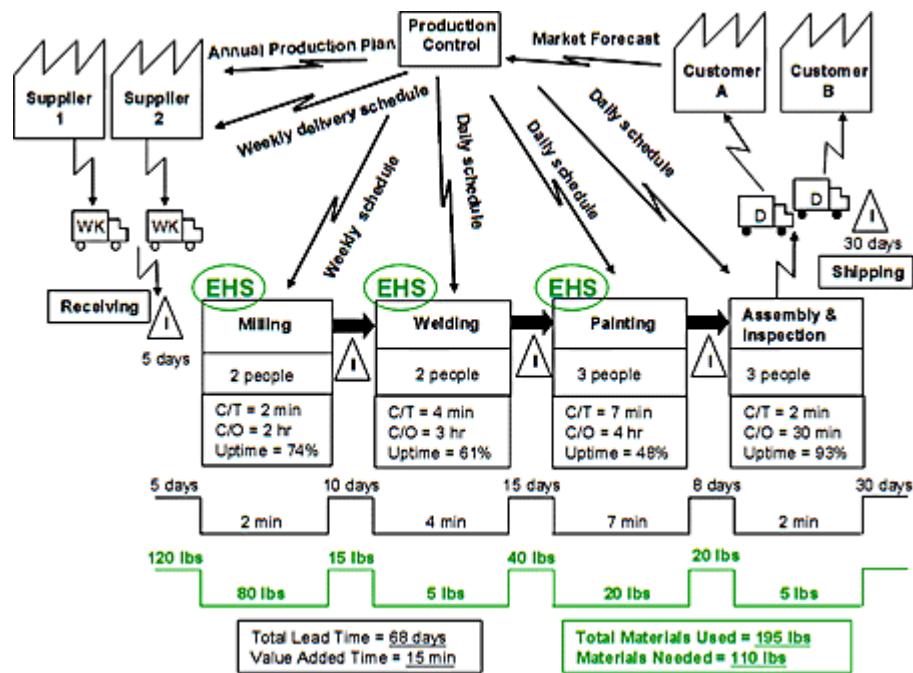 Production
Control
Annual Production Plan
Market Forecast
Supplier
1
Supplier
2
Customer
A
Customer
B
Weekly delivery schedule
Weekly schedule
Daily schedule
Daily schedule
Daily schedule
WK
WK
D
D
I
30 days
Shipping
Receiving
I
5 days
EHS
EHS
EHS
Milling
Welding
Painting
Assembly &
Inspection
I
I
I
2 people
2 people
3 people
3 people
C/T = 2 min
C/O = 2 hr
Uptime = 74%
C/T = 4 min
C/O = 3 hr
Uptime = 61%
C/T = 7 min
C/O = 4 hr
Uptime = 48%
C/T = 2 min
C/O = 30 min
Uptime = 93%
5 days
10 days
15 days
8 days
30 days
2 min
4 min
7 min
2 min
120 lbs
15 lbs
40 lbs
20 lbs
80 lbs
5 lbs
20 lbs
5 lbs
Total Lead Time = 68 days
Value Added Time = 15 min
Total Materials Used = 195 lbs
Materials Needed = 110 lbs